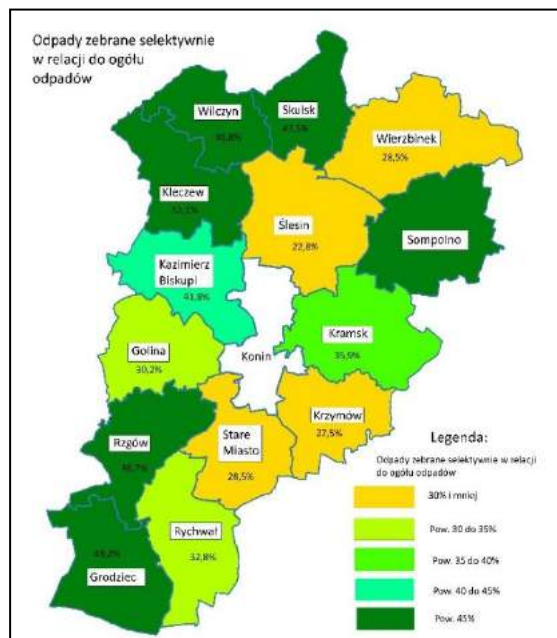 Odpady zebrane selektywnie
w relacji do ogółu
odpadów
Wilczyn
Skulsk
Wierzbinek
28,5%
Kleczew
Ślesin
22,8%
Sompolno
Kazimierz
Biskupi
41,8%
Kramsk
35,9%
Golina
30,2%
Konin
Krzymów
27,5%
Rzgów
Stare
Miasto
28,5%
Rychwał
32,8%
Grodziec
Legenda:
Odpady zebrane selektywnie w relacji
do ogółu odpadów
30% i mniej
Pow. 30 do 35%
Pow. 35 do 40%
Pow. 40 do 45%
Pow. 45%